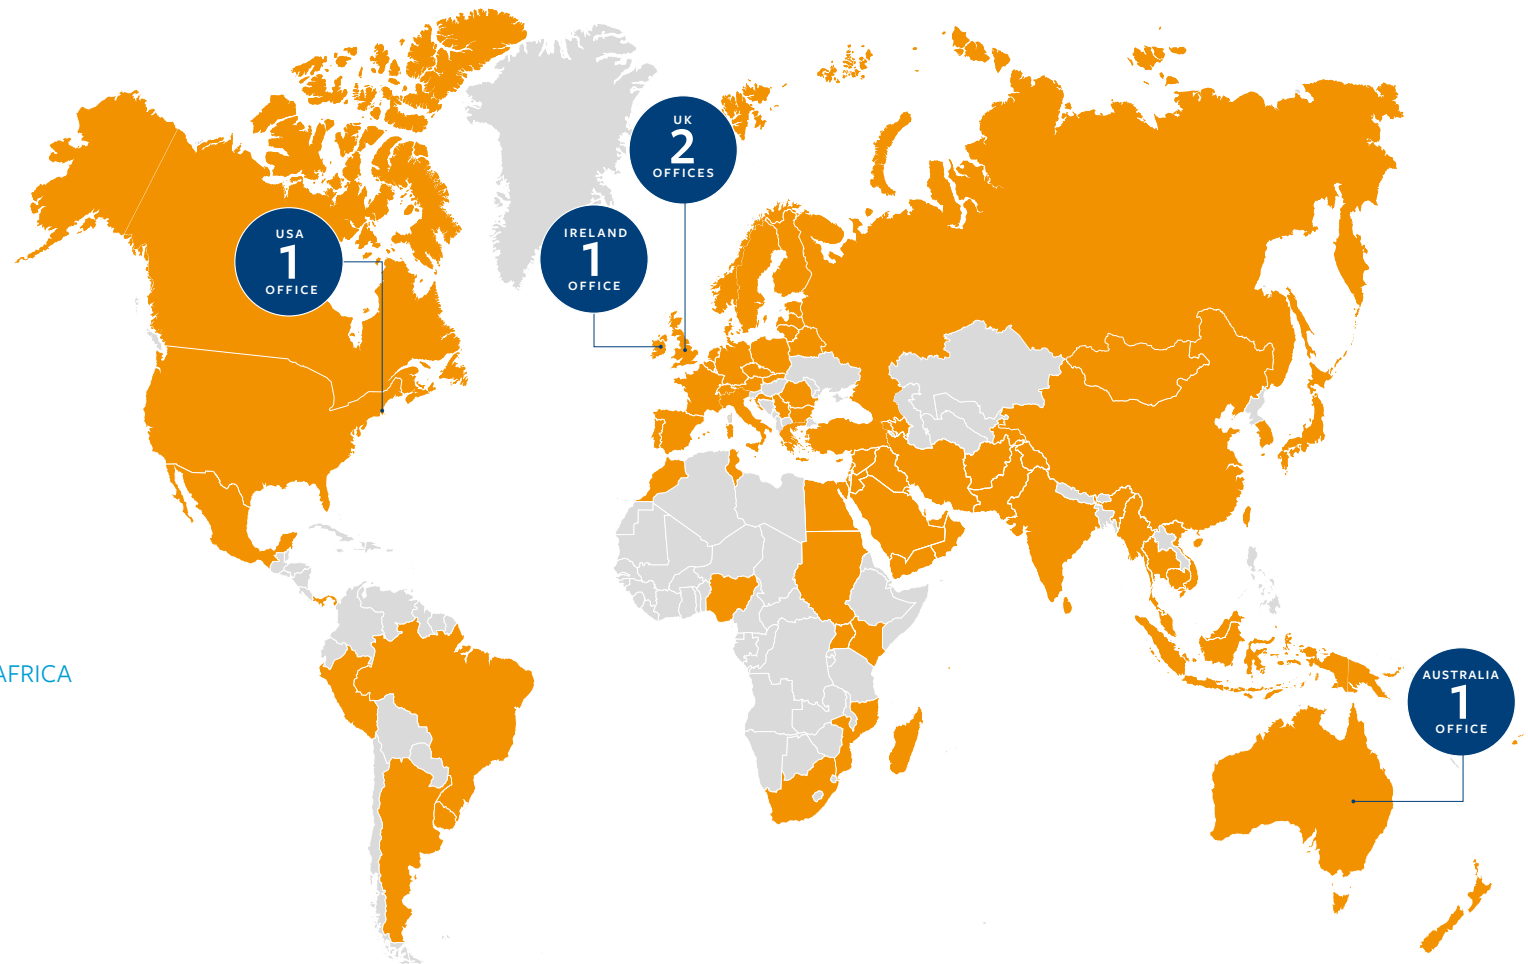 UK
2
OFFICES
IRELAND
1
OFFICE
USA
1
OFFICE
AFRICA
AUSTRALIA
1
OFFICE